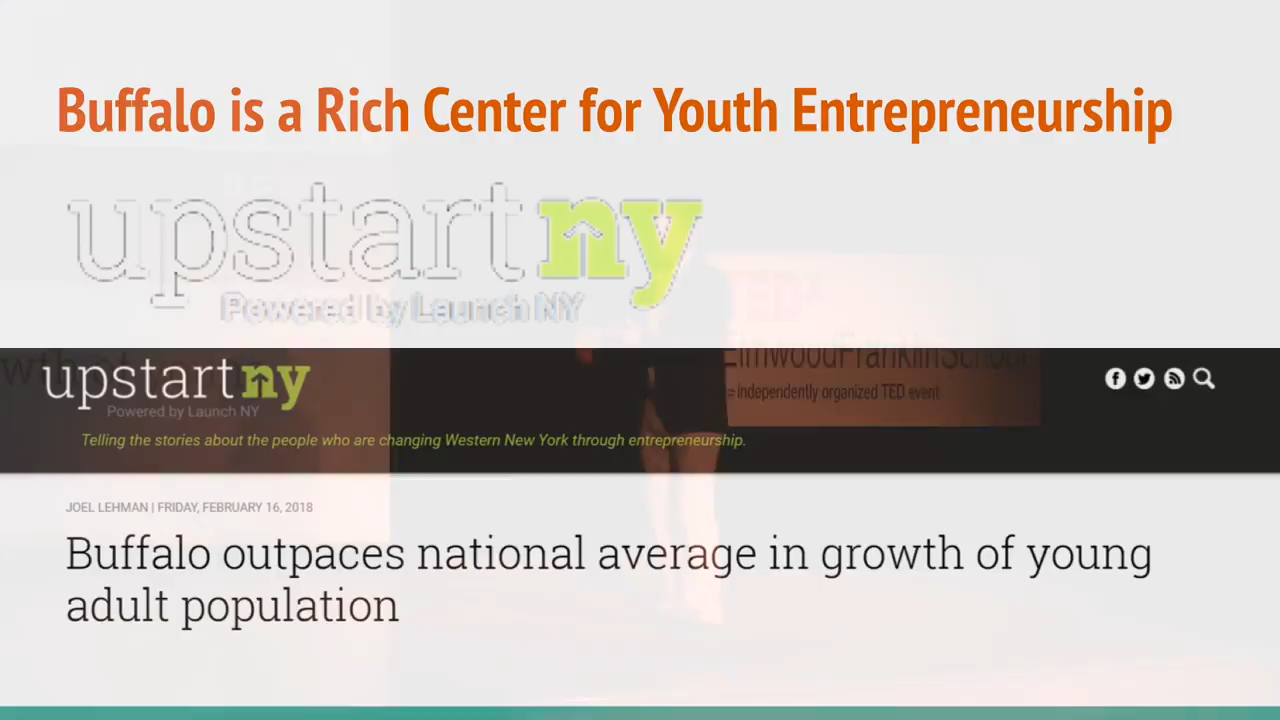 Buffalo is a Rich Center for Youth Entrepreneurship
upstartny
Powered by Launch NY
TEDx
ElmwoodFranklinSchool
upstartny
= independently organized TED event
Powered by Launch NY
Telling the stories about the people who are changing Western New York through entrepreneurship.
JOEL LEHMAN | FRIDAY, FEBRUARY 16, 2018
Buffalo outpaces national average in growth of young
adult population